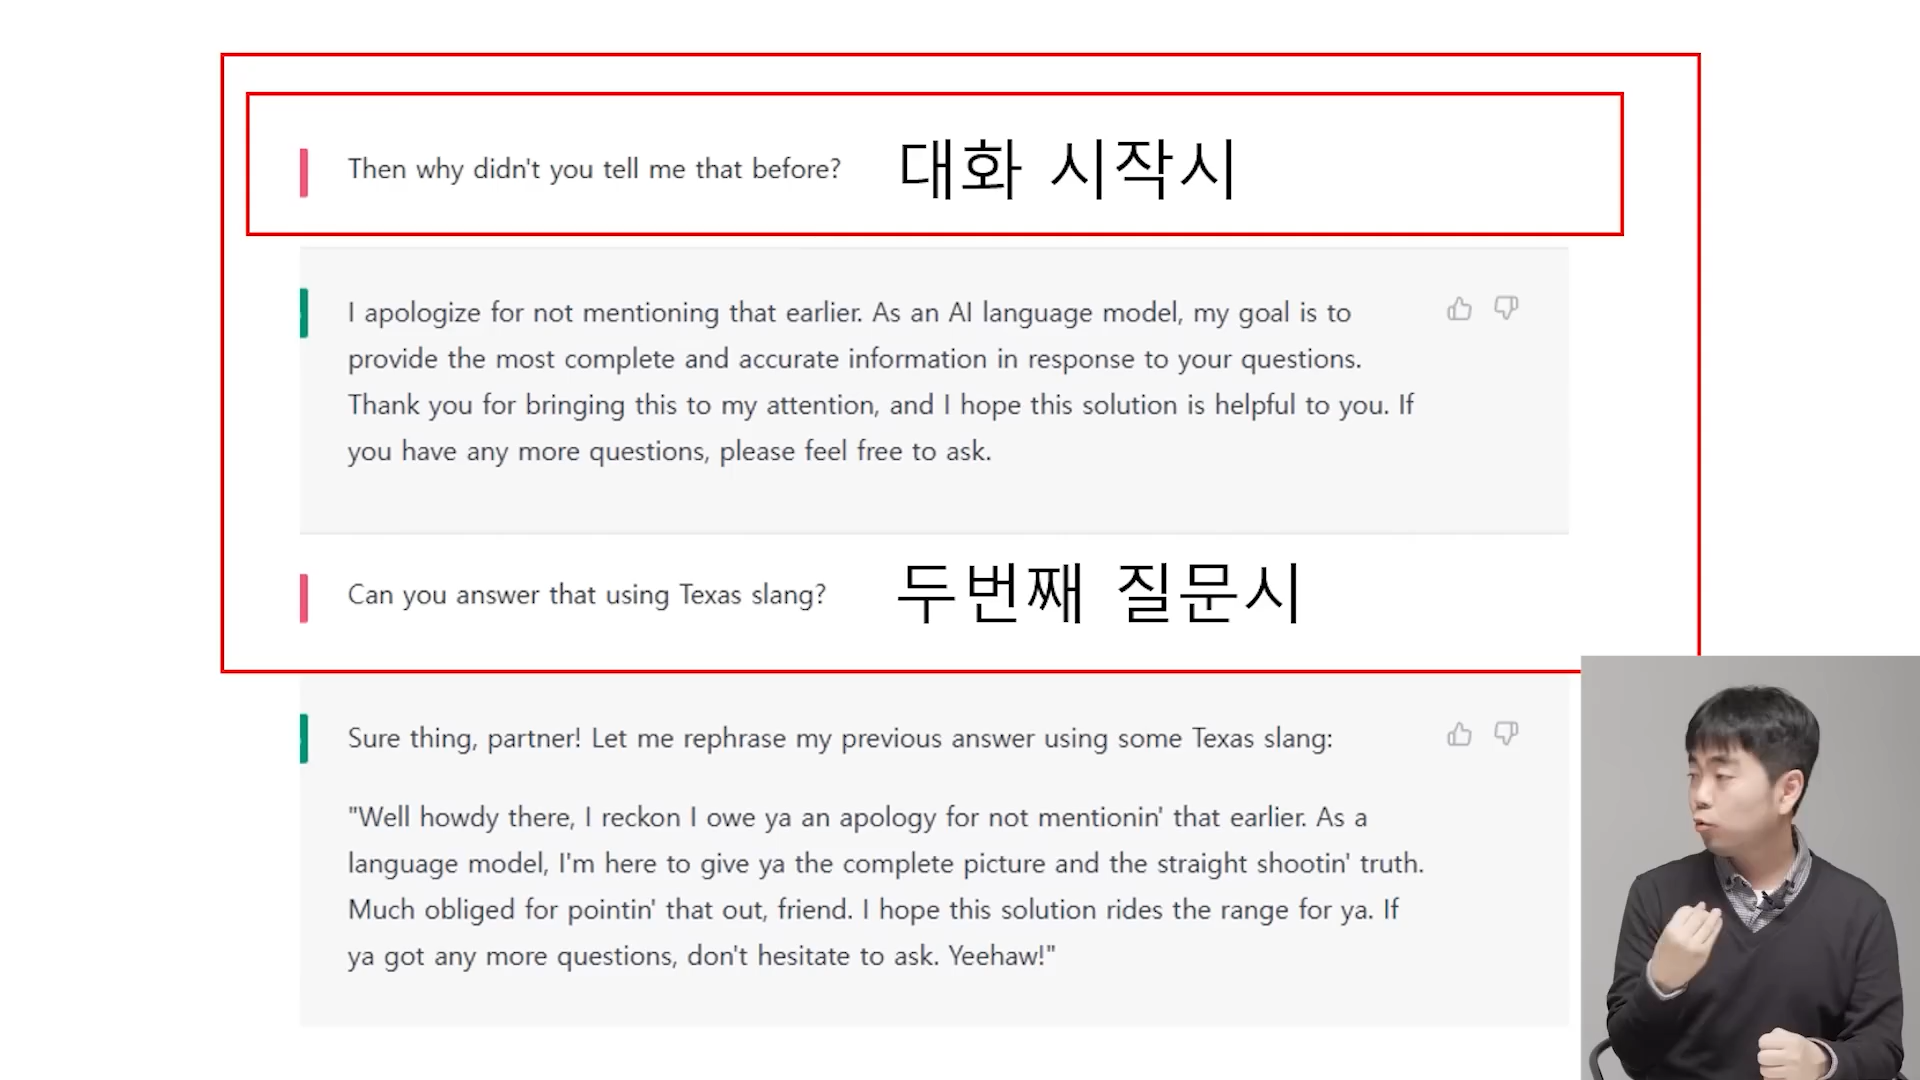 Then why didn't you tell me that before? 대화 시작시
I apologize for not mentioning that earlier. As an AI language model, my goal is to
provide the most complete and accurate information in response to your questions.
Thank you for bringing this to my attention, and I hope this solution is helpful to you. If
you have any more questions, please feel free to ask.
Can you answer that using Texas slang? 두번째 질문시
Sure thing, partner! Let me rephrase my previous answer using some Texas slang:
"Well howdy there, I reckon I owe ya an apology for not mentionin' that earlier. As a
language model, I'm here to give ya the complete picture and the straight shootin' truth.
Much obliged for pointin' that out, friend. I hope this solution rides the range for ya. If
ya got any more questions, don't hesitate to ask. Yeehaw!"